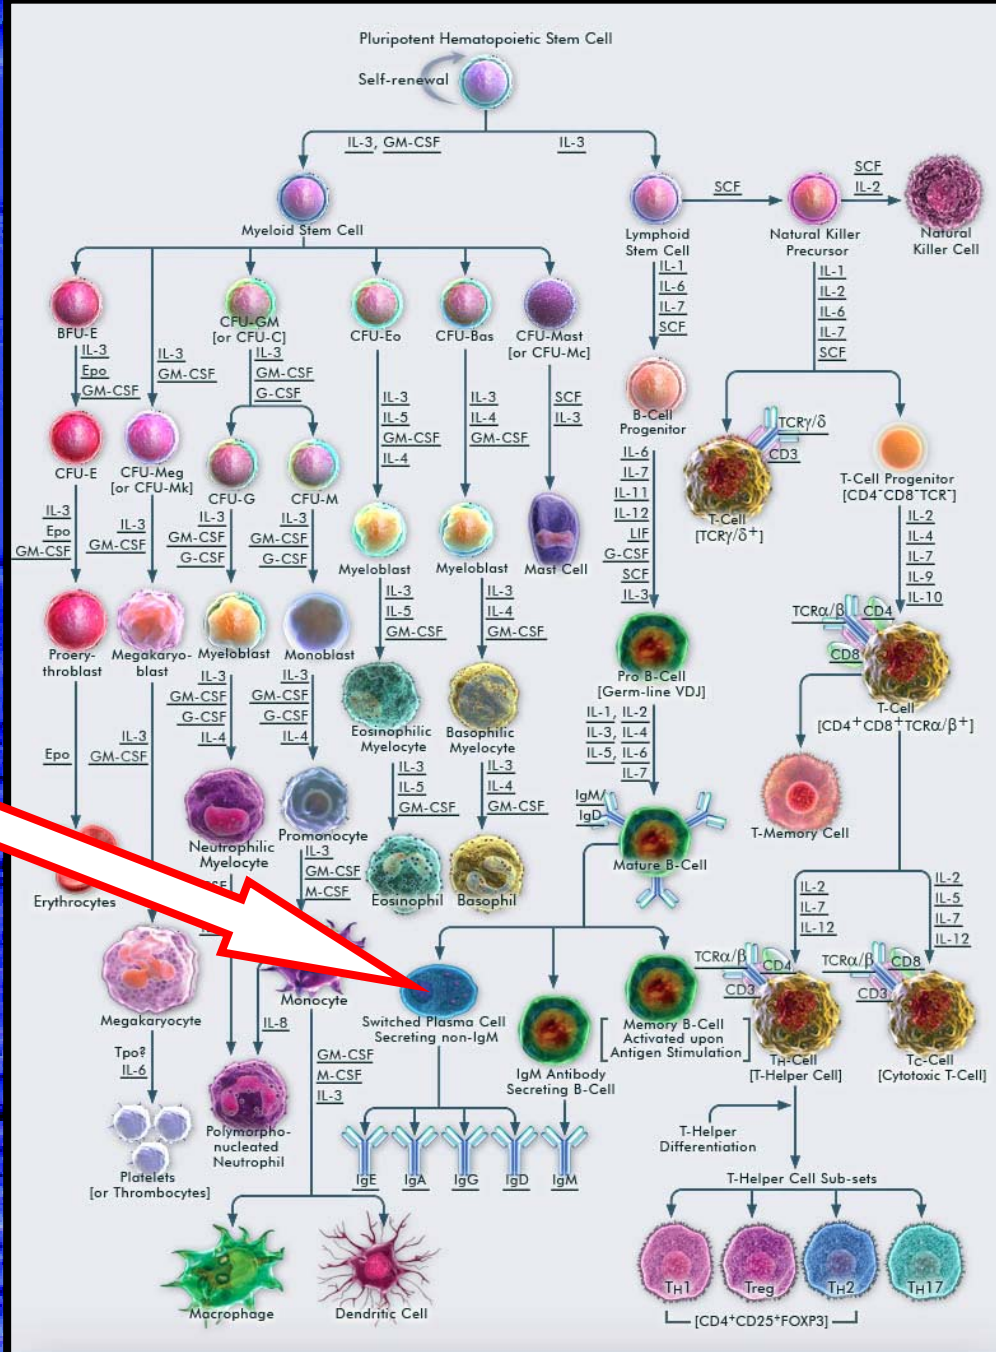 Pluripotent Hematopoietic Stem Cell
Self-renewal
IL-3, GM-CSF
IL-3
Myeloid Stem Cell
Lymphoid
Stem Cell
SCF
Natural Killer
Precursor
SCF
IL-2
Natural
Killer Cell
BFU-E
IL-3
Epo
GM-CSF
IL-3
GM-CSF
CFU-GM
[or CFU-C]
IL-3
GM-CSF
G-CSF
CFU-Eo
CFU-Bas
CFU-Mast
[or CFU-Mc]
IL-1
IL-6
IL-7
SCF
IL-1
IL-2
IL-6
IL-7
SCF
CFU-E
CFU-Meg
[or CFU-Mk]
CFU-G
CFU-M
IL-3
IL-5
GM-CSF
IL-4
IL-3
IL-4
GM-CSF
SCF
IL-3
B-Cell
Progenitor
TCRγ/δ
CD3
T-Cell
[TCRγ/δ⁺]
T-Cell Progenitor
[CD4⁻CD8⁻TCR⁻]
IL-3
Epo
GM-CSF
IL-3
GM-CSF
IL-3
GM-CSF
G-CSF
IL-3
GM-CSF
G-CSF
Myeloblast
Myeloblast
Mast Cell
IL-6
IL-7
IL-11
IL-12
LIF
G-CSF
SCF
IL-3
IL-2
IL-4
IL-7
IL-9
IL-10
Proery-
throblast
Megakaryo-
blast
Myeloblast
Monoblast
IL-3
IL-5
GM-CSF
IL-3
IL-4
GM-CSF
Pro B-Cell
[Germ-line VDJ]
TCRα/β
CD4
CD8
T-Cell
[CD4⁺CD8⁺TCRα/β⁺]
Epo
IL-3
GM-CSF
IL-3
GM-CSF
G-CSF
IL-4
IL-3
GM-CSF
G-CSF
IL-4
Eosinophilic
Myelocyte
Basophilic
Myelocyte
IL-1, IL-2
IL-3, IL-4
IL-5, IL-6
IL-7
T-Memory Cell
Erythrocytes
Neutrophilic
Myelocyte
Promonocyte
IL-3
GM-CSF
M-CSF
IL-3
IL-5
GM-CSF
IL-3
IL-4
GM-CSF
Eosinophil
Basophil
IgM/
IgD
Mature B-Cell
IL-2
IL-7
IL-12
IL-2
IL-5
IL-7
IL-12
Megakaryocyte
Monocyte
Switched Plasma Cell
Secreting non-IgM
IgM Antibody
Secreting B-Cell
Memory B-Cell
Activated upon
Antigen Stimulation
TCRα/β
CD4
CD3
TH-Cell
[T-Helper Cell]
TCRα/β
CD8
CD3
TC-Cell
[Cytotoxic T-Cell]
Tpo?
IL-6
IL-8
GM-CSF
M-CSF
IL-3
Platelets
[or Thrombocytes]
Polymorpho-
nucleated
Neutrophil
IgE
IgA
IgG
IgD
IgM
T-Helper
Differentiation
T-Helper Cell Sub-sets
Macrophage
Dendritic Cell
TH1
Treg
TH2
TH17
[CD4⁺CD25⁺FOXP3]